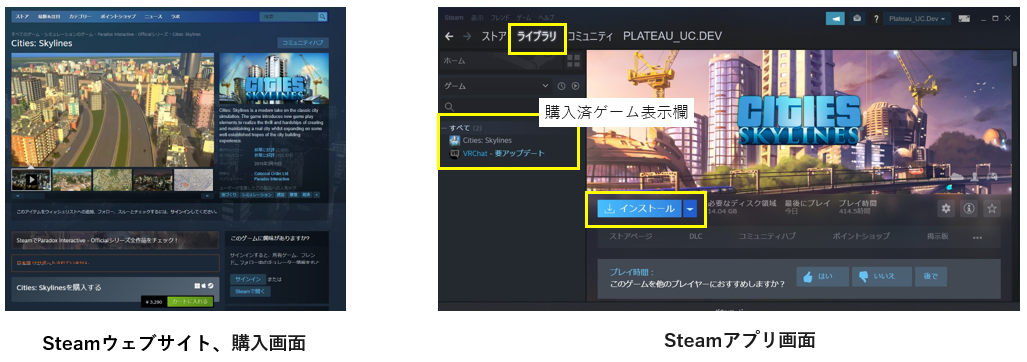 ストア
カテゴリー
ポイントショップ
ニュース
ラボ
Cities: Skylines
コミュニティハブ
CITIES
SKYLINES
Cities: Skylines is a modern take on the classic city
simulation. The game introduces new game play
elements to realize the thrill and hardships of creating
and maintaining a real city whilst expanding on some
well-established tropes of the city building
experience.
Colossal Order Ltd.
Paradox Interactive
このアイテムをウィッシュリストへの追加、フォロー、スルーとチェックするには、サインインしてください。
SteamでParadox Interactive - Officialシリーズ全作品をチェック！
このゲームに興味がありますか?
サインイン または
Steamで開く
Cities: Skylinesを購入する
¥ 3,290 カートに入れる
Steamウェブサイト、購入画面
Steam 表示 フレンド ゲーム ヘルプ
PLATEAU_UC.Dev
ストア ライブラリ コミュニティ PLATEAU_UC.DEV
ホーム
ゲーム
購入済ゲーム表示欄
すべて (2)
Cities: Skylines
VRChat - 要アップデート
CITIES
SKYLINES
インストール
必要なディスク領域
14.04 GB
最後にプレイ
今日
プレイ時間
414.5時間
ストアページ DLC コミュニティハブ ポイントショップ 掲示板
プレイ時間：
このゲームを他のプレイヤーにおすすめしますか？
はい いいえ 後で
Steamアプリ画面